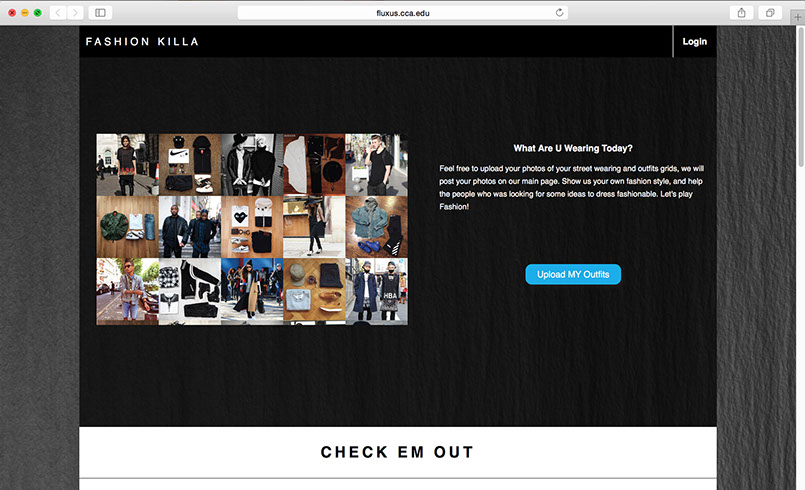 fluxus.cca.edu
FASHION KILLA
Login
What Are U Wearing Today?
Feel free to upload your photos of your street wearing and outfits grids, we will
post your photos on our main page. Show us your own fashion style, and help
the people who was looking for some ideas to dress fashionable. Let's play
Fashion!
Upload MY Outfits
HBA
CHECK EM OUT